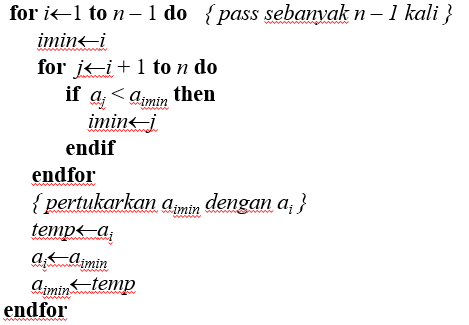 for i←1 to n – 1 do { pass sebanyak n – 1 kali }
imin←i
for j←i + 1 to n do
if aj < aimin then
imin←j
endif
endfor
{ pertukarkan aimin dengan ai }
temp←ai
ai←aimin
aimin←temp
endfor